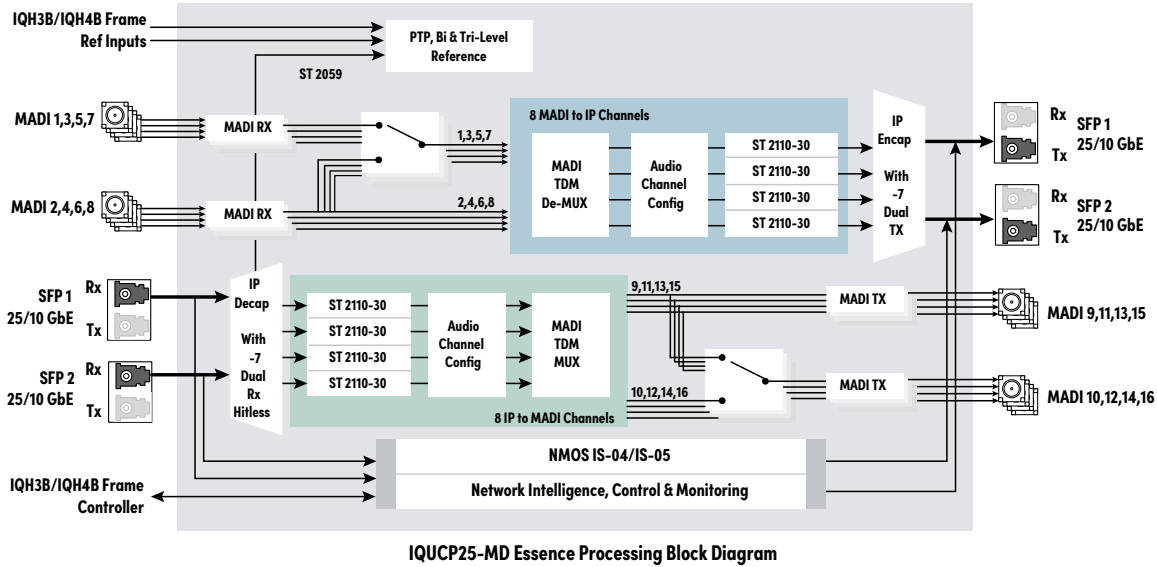 IQH3B/IQH4B Frame
Ref Inputs
PTP, Bi & Tri-Level
Reference
ST 2059
MADI 1,3,5,7
MADI RX
1,3,5,7
MADI 2,4,6,8
MADI RX
2,4,6,8
8 MADI to IP Channels
MADI
TDM
De-MUX
Audio
Channel
Config
ST 2110-30
ST 2110-30
ST 2110-30
ST 2110-30
IP
Encap
With
-7
Dual
TX
Rx
Tx
SFP 1
25/10 GbE
Rx
Tx
SFP 2
25/10 GbE
SFP 1
25/10 GbE
Rx
Tx
SFP 2
25/10 GbE
Rx
Tx
IP
Decap
With
-7
Dual
Rx
Hitless
ST 2110-30
ST 2110-30
ST 2110-30
ST 2110-30
Audio
Channel
Config
MADI
TDM
MUX
8 IP to MADI Channels
9,11,13,15
MADI TX
MADI 9,11,13,15
10,12,14,16
MADI TX
MADI 10,12,14,16
NMOS IS-04/IS-05
Network Intelligence, Control & Monitoring
IQH3B/IQH4B Frame
Controller
IQUCP25-MD Essence Processing Block Diagram